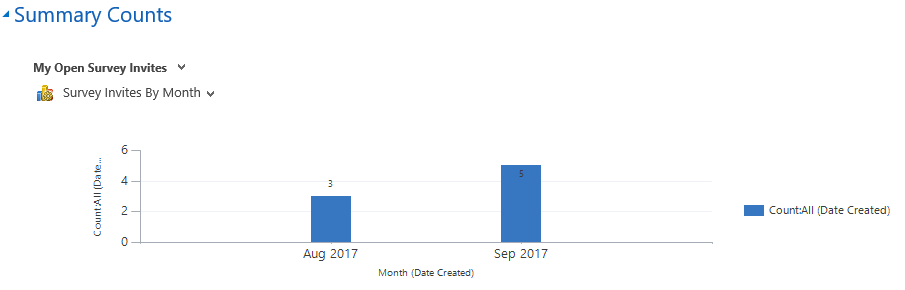 Summary Counts
My Open Survey Invites
Survey Invites By Month
Count:All (Date...
6
4
2
0
3
5
Aug 2017
Sep 2017
Month (Date Created)
Count:All (Date Created)